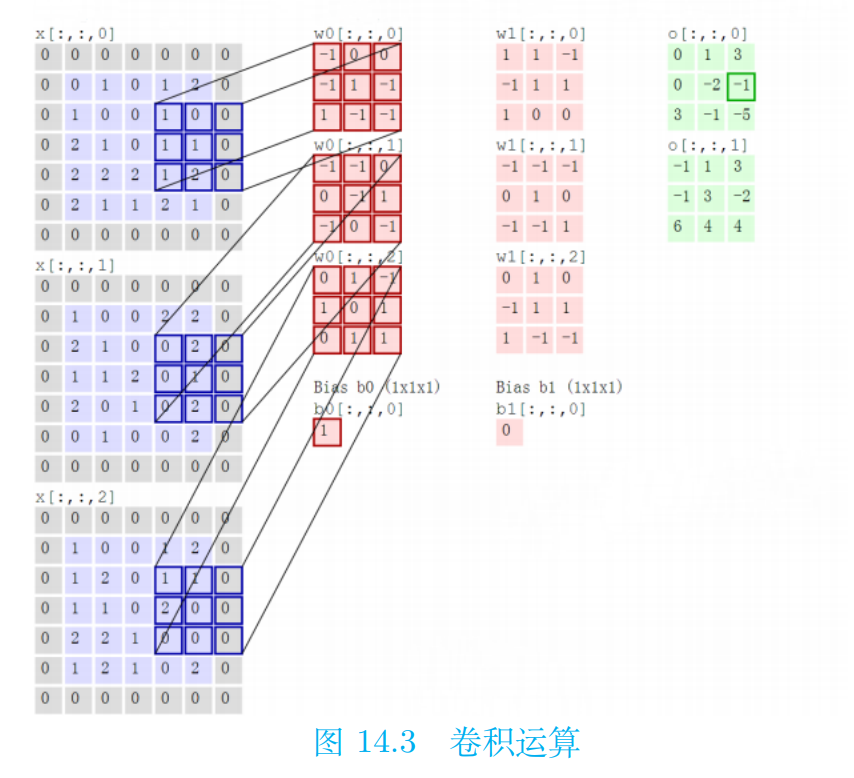 x[:,:,0]
0 0 0 0 0 0 0
0 0 1 0 1 2 0
0 1 0 0 1 0 0
0 2 1 0 1 1 0
0 2 2 2 1 2 0
0 2 1 1 2 1 0
0 0 0 0 0 0 0
x[:,:,1]
0 0 0 0 0 0 0
0 1 0 0 2 2 0
0 2 1 0 0 2 0
0 1 1 2 0 1 0
0 2 0 1 0 2 0
0 0 1 0 0 2 0
0 0 0 0 0 0 0
x[:,:,2]
0 0 0 0 0 0 0
0 1 0 0 1 2 0
0 1 2 0 1 1 0
0 1 1 0 2 0 0
0 2 2 1 0 0 0
0 1 2 1 0 2 0
0 0 0 0 0 0 0
w0[:,:,0]
-1 0 0
-1 1 -1
1 -1 -1
w0[:,:,1]
-1 -1 0
0 -1 1
-1 0 -1
w0[:,:,2]
0 1 -1
1 0 1
0 1 1
Bias b0 (1x1x1)
b0[:,:,0]
1
w1[:,:,0]
1 1 -1
-1 1 1
1 0 0
w1[:,:,1]
-1 -1 -1
0 1 0
-1 -1 1
w1[:,:,2]
0 1 0
-1 1 1
1 -1 -1
Bias b1 (1x1x1)
b1[:,:,0]
0
o[:,:,0]
0 1 3
0 -2 -1
3 -1 -5
o[:,:,1]
-1 1 3
-1 3 -2
6 4 4
图 14.3 卷积运算